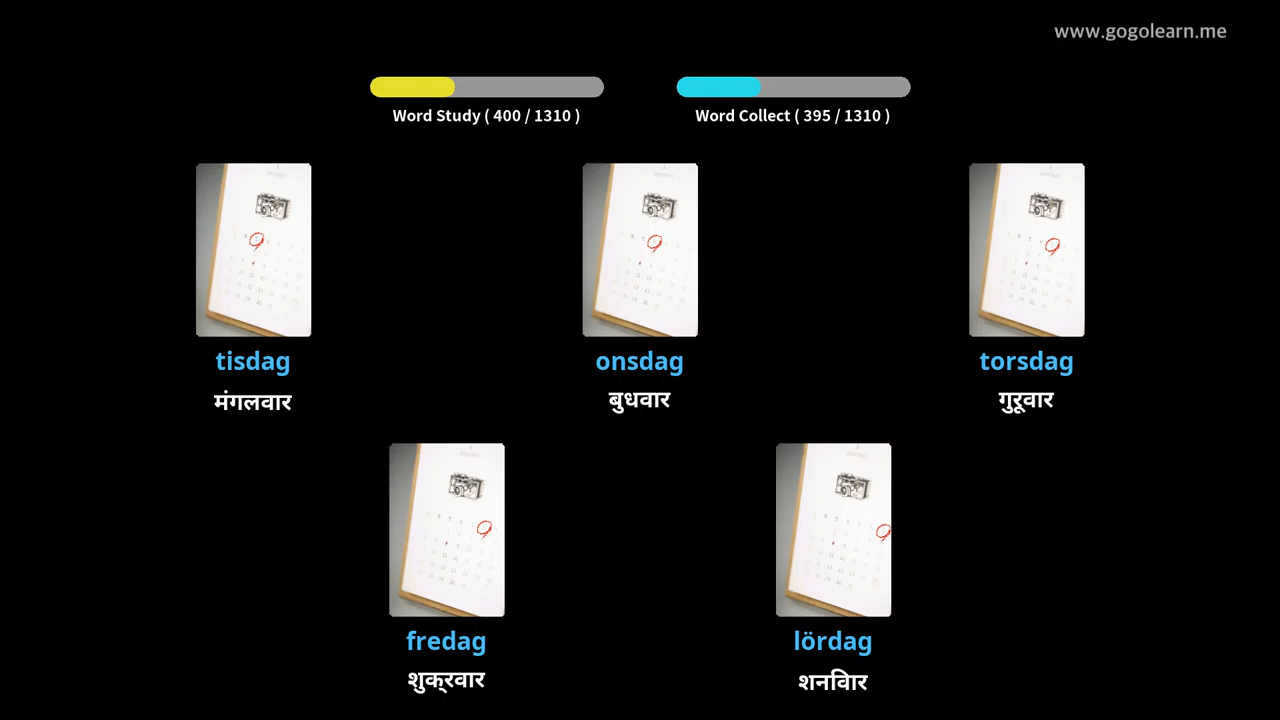 www.gogolearn.me
Word Study ( 400 / 1310 )
Word Collect ( 395 / 1310 )
tisdag
onsdag
torsdag
मंगलवार
बुधवार
गुरूवार
fredag
lördag
शुक्रवार
शनिवार